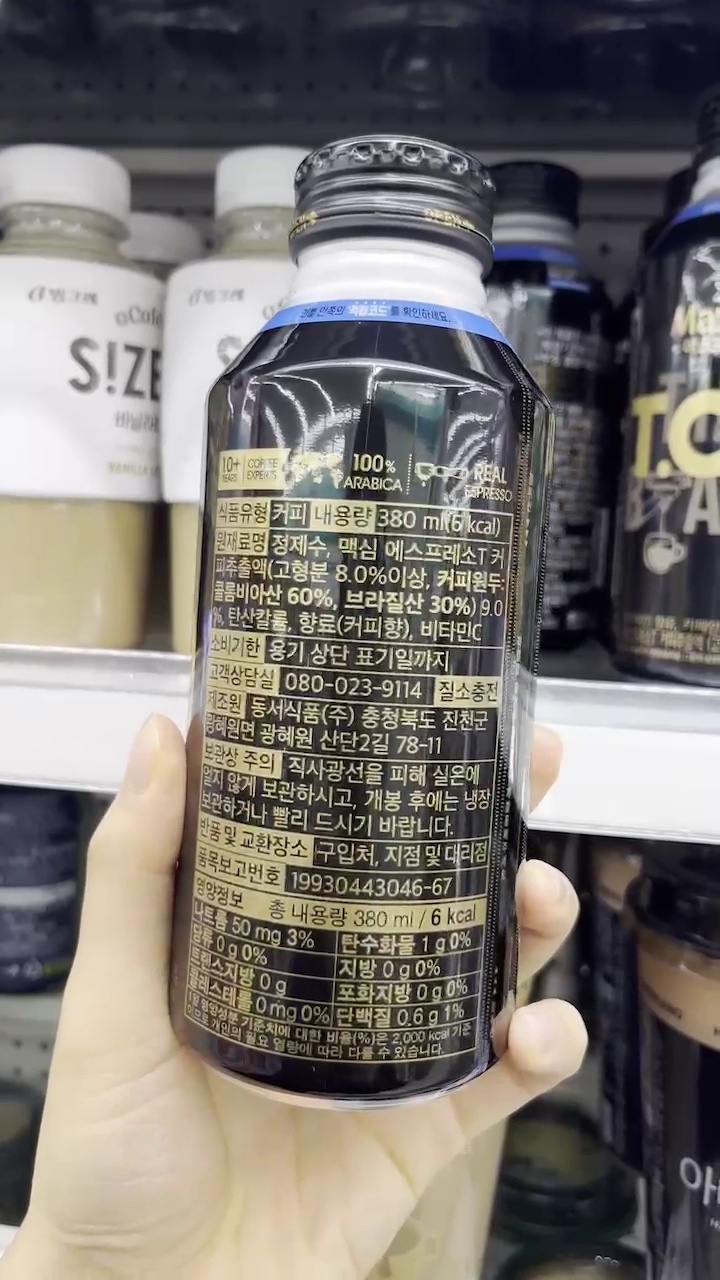 빙그레
빙그레
S!ZE
바닐라
VANILLA
라벨 안쪽의 적립코드를 확인하세요.
10+ YEARS COFFEE EXPERTS 100% ARABICA REAL ESPRESSO
식품유형 커피 내용량 380 ml(6 kcal)
원재료명 정제수, 맥심 에스프레소T 커
피추출액(고형분 8.0%이상, 커피원두:
콜롬비아산 60%, 브라질산 30%) 9.0
%, 탄산칼륨, 향료(커피향), 비타민C
소비기한 용기 상단 표기일까지
고객상담실 080-023-9114 질소충전
제조원 동서식품(주) 충청북도 진천군
광혜원면 광혜원 산단2길 78-11
보관상 주의 직사광선을 피해 실온에
얼지 않게 보관하시고, 개봉 후에는 냉장
보관하거나 빨리 드시기 바랍니다.
반품 및 교환장소 구입처, 지점 및 대리점
품목보고번호 19930443046-67
영양정보 총 내용량 380 ml / 6 kcal
나트륨 50 mg 3% 탄수화물 1 g 0%
당류 0 g 0% 지방 0 g 0%
트랜스지방 0 g 포화지방 0 g 0%
콜레스테롤 0 mg 0% 단백질 0.6 g 1%
1일 영양성분 기준치에 대한 비율(%)은 2,000 kcal 기준
이므로 개인의 필요 열량에 따라 다를 수 있습니다.
T.O